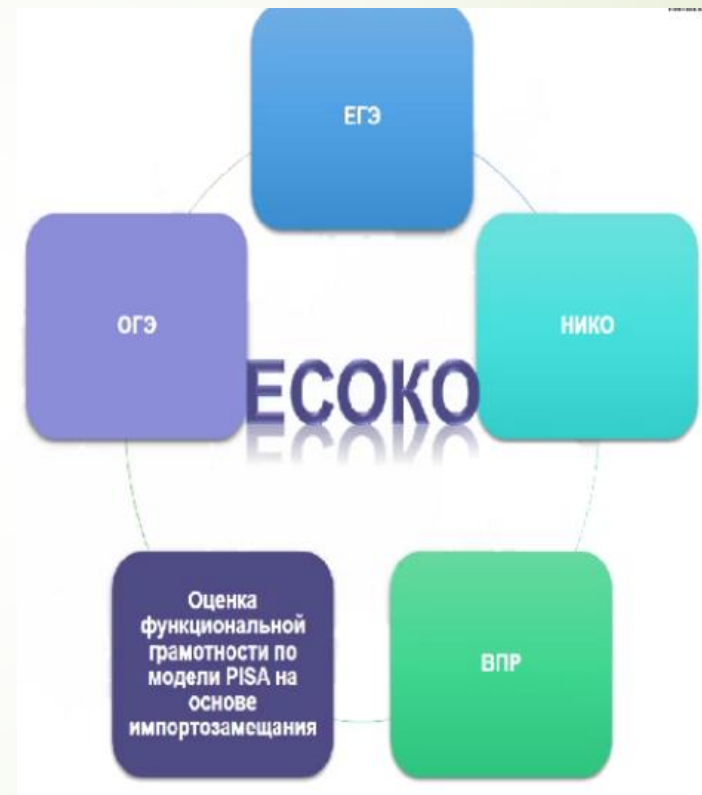 ЕГЭ
ОГЭ
НИКО
ЕСОКО
Оценка
функциональной
грамотности по
модели PISA на
основе
импортозамещания
ВПР